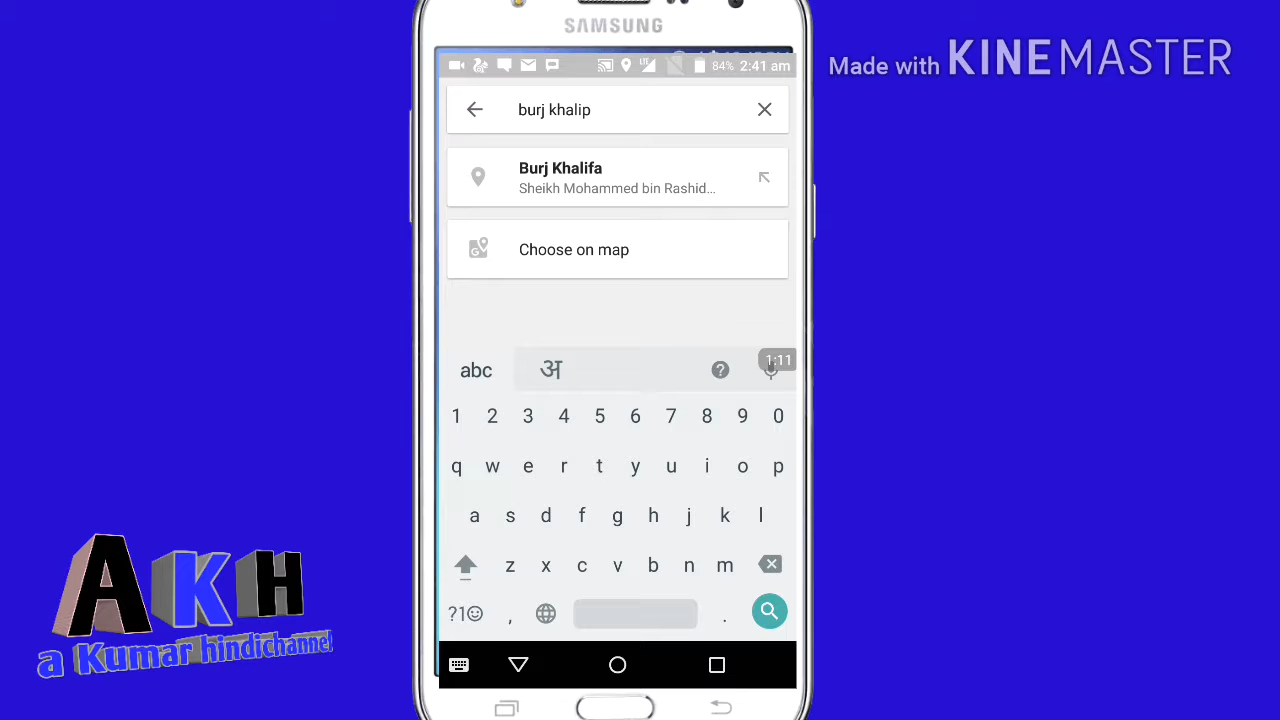 SAMSUNG
Made with KINEMASTER
LTE 84% 2:41 am
burj khalip
Burj Khalifa
Sheikh Mohammed bin Rashid...
Choose on map
1:11
abc अ
1 2 3 4 5 6 7 8 9 0
q w e r t y u i o p
a s d f g h j k l
z x c v b n m
?1☺ , .
AKH
a Kumar hindichannel